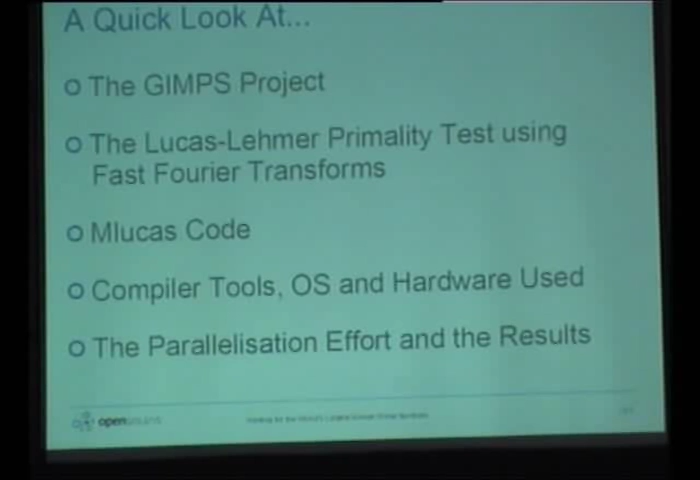 A Quick Look At...
The GIMPS Project
The Lucas-Lehmer Primality Test using
Fast Fourier Transforms
Mlucas Code
Compiler Tools, OS and Hardware Used
The Parallelisation Effort and the Results
open